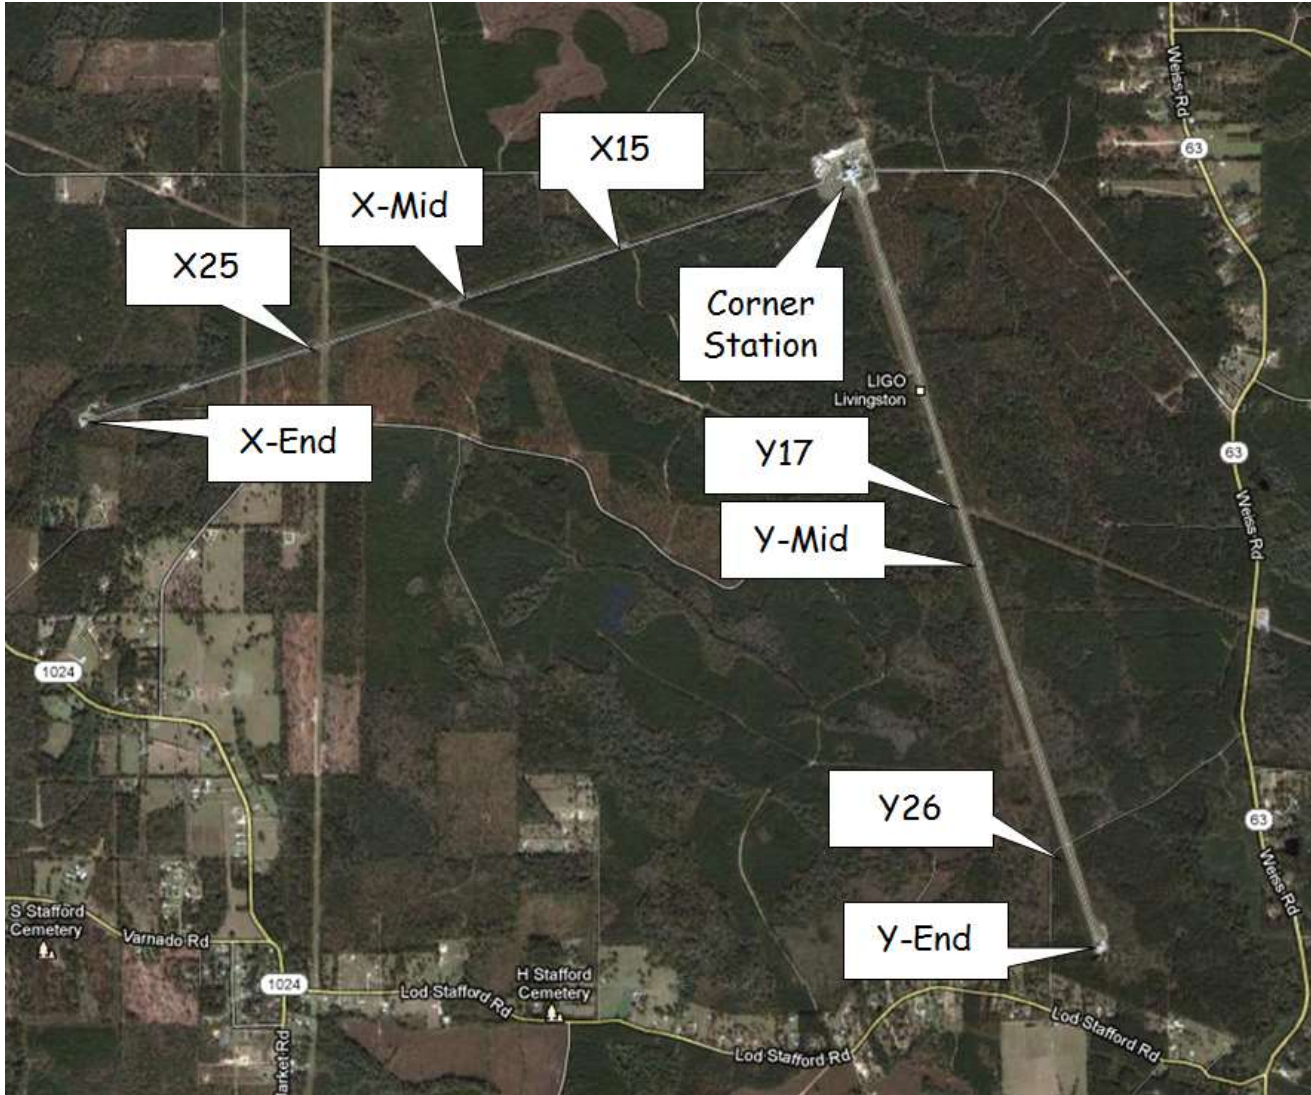 Weiss Rd
63
X15
X-Mid
X25
Corner
Station
LIGO
Livingston
X-End
63
Y17
Weiss Rd
Y-Mid
1024
Y26
63
Weiss Rd
S Stafford
Cemetery
Varnado Rd
Y-End
H Stafford
Cemetery
1024
Lod Stafford Rd
Lod Stafford Rd
Lod Stafford Rd
arket Rd